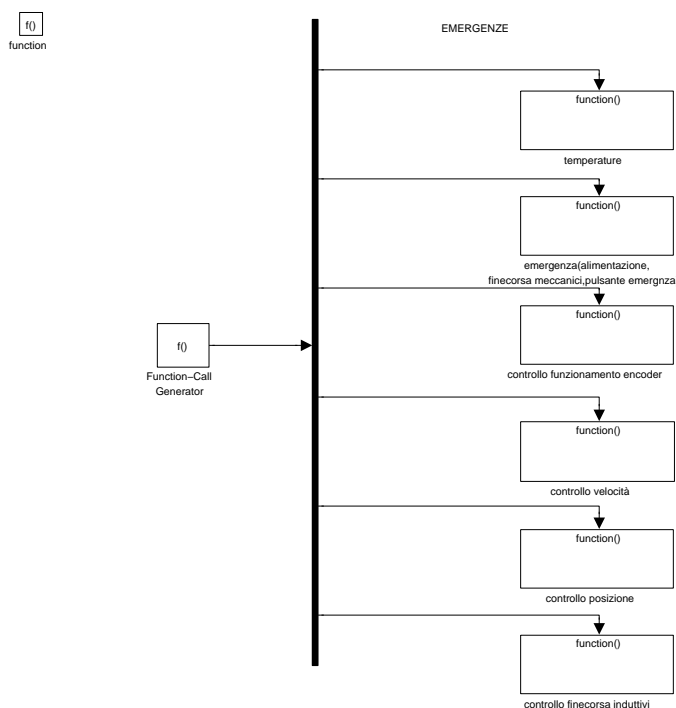 f()
function
EMERGENZE
function()
temperature
function()
emergenza(alimentazione,
finecorsa meccanici,pulsante emergnza
function()
controllo funzionamento encoder
f()
Function−Call
Generator
function()
controllo velocità
function()
controllo posizione
function()
controllo finecorsa induttivi